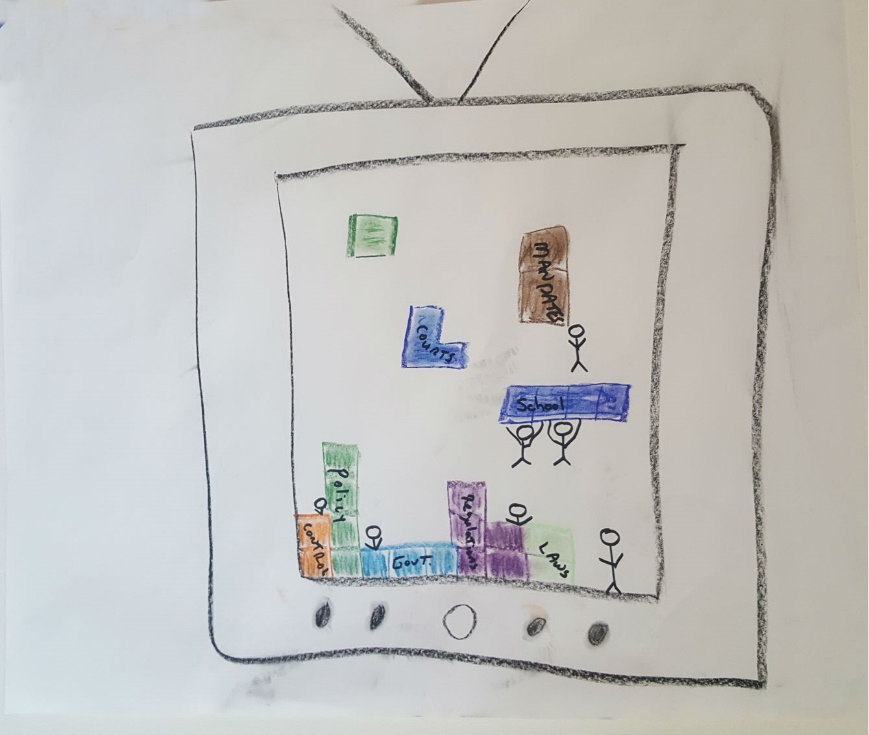 MANDATES
COURTS
School
Policy
CONTROL
GOVT.
Regulations
LAWS